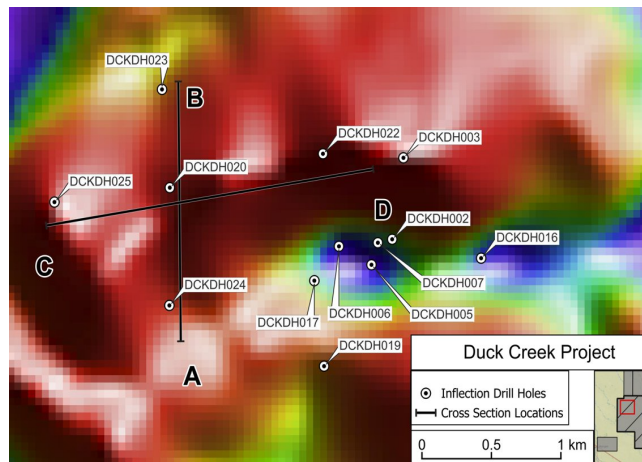 DCKDH023
B
DCKDH022
DCKDH003
DCKDH020
DCKDH025
D
DCKDH002
C
DCKDH016
DCKDH024
DCKDH007
DCKDH017
DCKDH006
DCKDH005
DCKDH019
A
Duck Creek Project
Inflection Drill Holes
Cross Section Locations
0 0.5 1 km